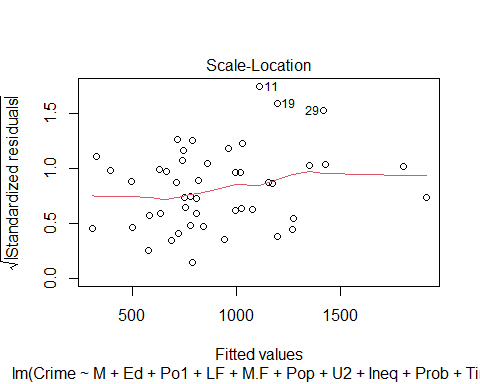 Scale-Location
√|Standardized residuals|
0.0
0.5
1.0
1.5
11
19
29
500
1000
1500
Fitted values
lm(Crime ~ M + Ed + Po1 + LF + M.F + Pop + U2 + Ineq + Prob + Ti